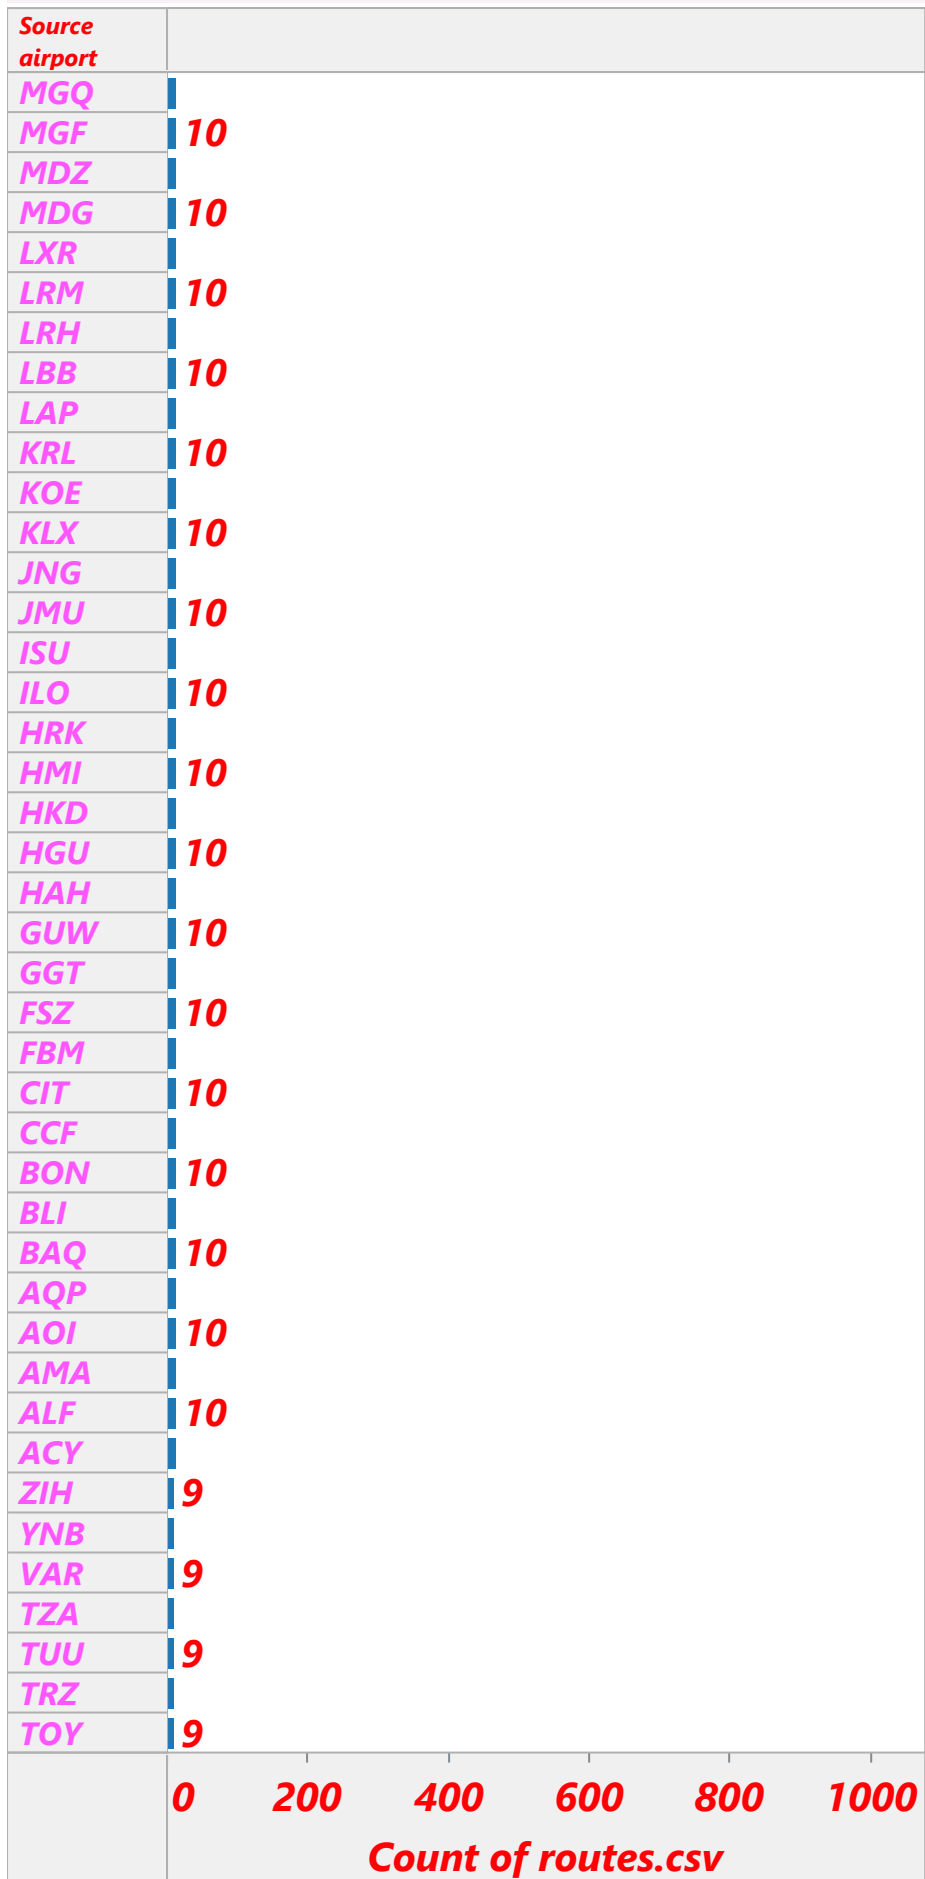 Source
airport
MGQ
MGF 10
MDZ
MDG 10
LXR
LRM 10
LRH
LBB 10
LAP
KRL 10
KOE
KLX 10
JNG
JMU 10
ISU
ILO 10
HRK
HMI 10
HKD
HGU 10
HAH
GUW 10
GGT
FSZ 10
FBM
CIT 10
CCF
BON 10
BLI
BAQ 10
AQP
AOI 10
AMA
ALF 10
ACY
ZIH 9
YNB
VAR 9
TZA
TUU 9
TRZ
TOY 9
0 200 400 600 800 1000
Count of routes.csv